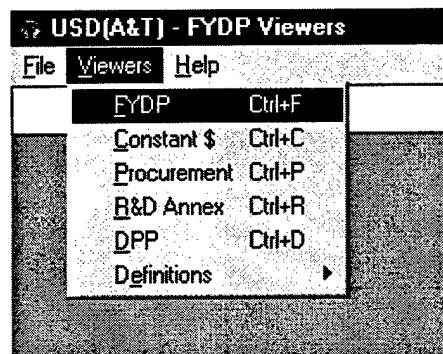 USD(A&T) - FYDP Viewers
File Viewers Help
FYDP Ctrl+F
Constant $ Ctrl+C
Procurement Ctrl+P
R&D Annex Ctrl+R
DPP Ctrl+D
Definitions